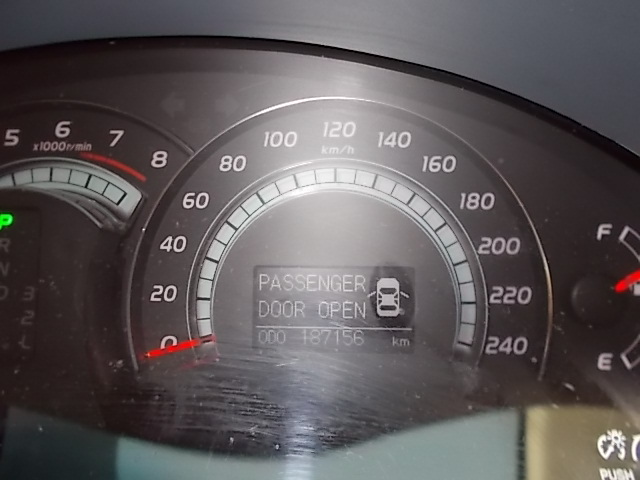 5 6 7 8
x1000r/min
P
R
N
D 3
2
L
0 20 40 60 80 100 120 140 160 180 200 220 240
km/h
PASSENGER
DOOR OPEN
ODO 187156 km
F
E
PUSH